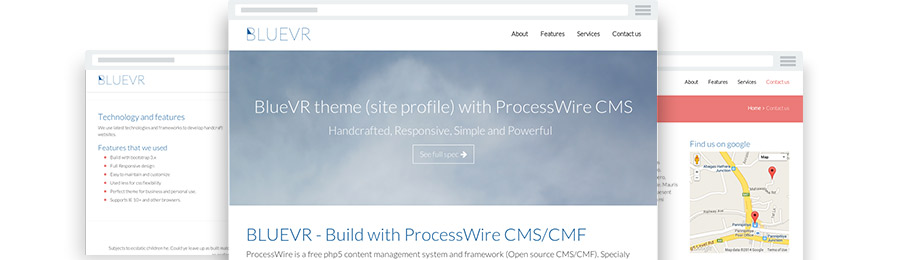 BLUEVR
Technology and features
We use latest technologies and frameworks to develop handcraft
websites.
Features that we used
Build with bootstrap 3.x
Full Responsive design
Easy to maintain and customize
Used less for css flexibility
Perfect theme for business and personal use.
Supports IE 10+ and other browsers
BLUEVR
About Features Services Contact us
BlueVR theme (site profile) with ProcessWire CMS
Handcrafted, Responsive, Simple and Powerful
See full spec
BLUEVR - Build with ProcessWire CMS/CMF
ProcessWire is a free php5 content management system and framework (Open source CMS/CMF). Specialy
About Features Services Contact us
Home > Contact us
Find us on google
Map
Junction
Map data ©2014 Google Terms of Use